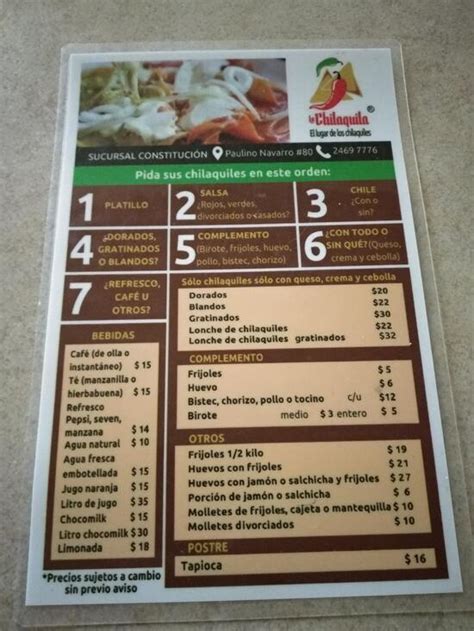 la Chilaquila ®
El lugar de los chilaquiles
SUCURSAL CONSTITUCIÓN Paulino Navarro #80 2469 7776
Pida sus chilaquiles en este orden:
1 PLATILLO
2 SALSA
¿Rojos, verdes,
divorciados o casados?
3 CHILE
¿Con o
sin?
4 ¿DORADOS,
GRATINADOS
O BLANDOS?
5 COMPLEMENTO
(Birote, frijoles, huevo,
pollo, bistec, chorizo)
6 ¿CON TODO O
SIN QUÉ? (Queso,
crema y cebolla)
7 ¿REFRESCO,
CAFÉ U
OTROS?
Sólo chilaquiles sólo con queso, crema y cebolla
Dorados $20
Blandos $22
Gratinados $30
Lonche de chilaquiles $22
Lonche de chilaquiles gratinados $32
BEBIDAS
Café (de olla o
instantáneo) $ 15
Té (manzanilla o
hierbabuena) $ 15
Refresco
Pepsi, seven,
manzana $ 14
Agua natural $ 10
Agua fresca
embotellada $ 15
Jugo naranja $ 15
Litro de jugo $ 35
Chocomilk $ 15
Litro chocomilk $ 30
Limonada $ 18
COMPLEMENTO
Frijoles $ 5
Huevo $ 6
Bistec, chorizo, pollo o tocino c/u $12
Birote medio $ 3 entero $ 5
OTROS
Frijoles 1/2 kilo $ 19
Huevos con frijoles $ 21
Huevos con jamón o salchicha y frijoles $ 27
Porción de jamón o salchicha $ 6
Molletes de frijoles, cajeta o mantequilla $ 10
Molletes divorciados $ 10
POSTRE
Tapioca $ 16
*Precios sujetos a cambio
sin previo aviso